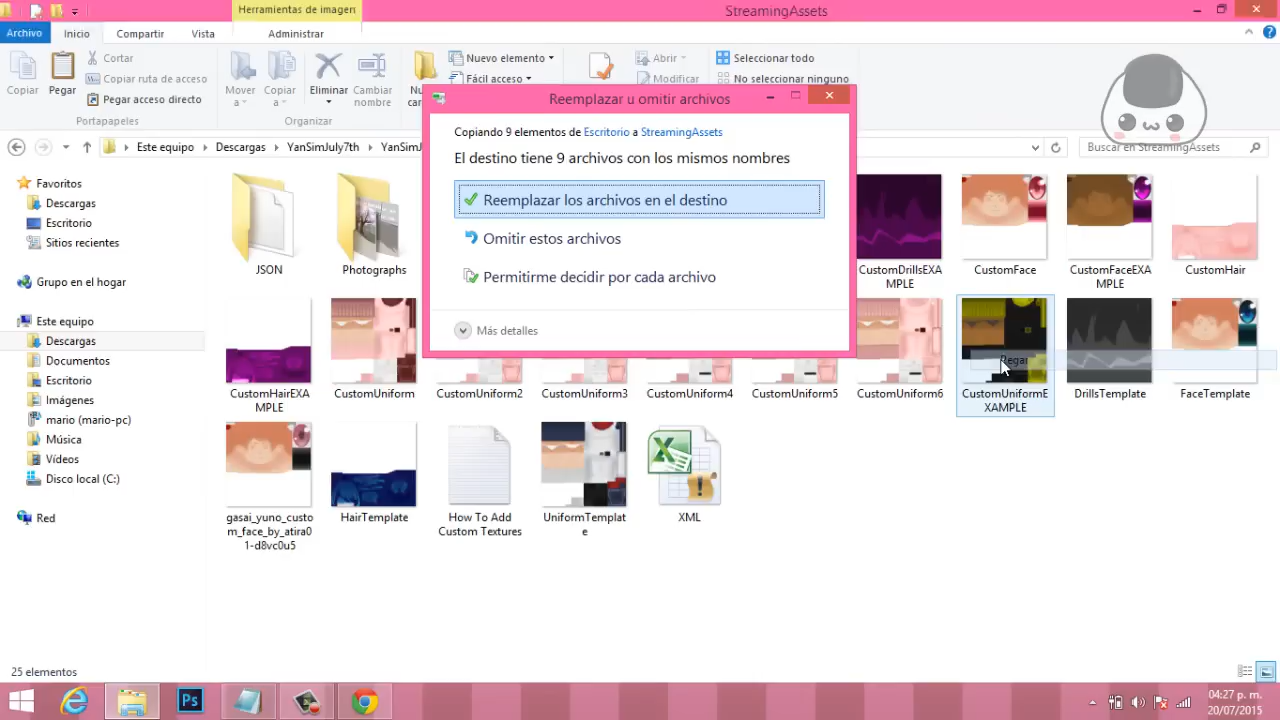 Herramientas de imagen
StreamingAssets
Archivo
Inicio
Compartir
Vista
Administrar
Copiar
Pegar
Cortar
Copiar ruta de acceso
Pegar acceso directo
Portapapeles
Mover
a
Copiar
a
Eliminar
Cambiar
nombre
Organizar
Nuevo elemento
Fácil acceso
Abrir
Modificar
Seleccionar todo
No seleccionar ninguno
Este equipo
Descargas
YanSimJuly7th
Buscar en StreamingAssets
Reemplazar u omitir archivos
Copiando 9 elementos de Escritorio a StreamingAssets
El destino tiene 9 archivos con los mismos nombres
Reemplazar los archivos en el destino
Omitir estos archivos
Permitirme decidir por cada archivo
Más detalles
Favoritos
Descargas
Escritorio
Sitios recientes
Grupo en el hogar
Este equipo
Descargas
Documentos
Escritorio
Imágenes
mario (mario-pc)
Música
Vídeos
Disco local (C:)
Red
JSON
Photographs
CustomDrillsEXA
MPLE
CustomFace
CustomFaceEX
AMPLE
CustomHair
CustomHairEXA
MPLE
CustomUniform
CustomUniform2
CustomUniform3
CustomUniform4
CustomUniform5
CustomUniform6
Pegar
CustomUniformE
XAMPLE
DrillsTemplate
FaceTemplate
gasai_yuno_custo
m_face_by_atira0
1-d8vc0u5
HairTemplate
How To Add
Custom Textures
UniformTemplat
e
XML
25 elementos
Ps
04:27 p. m.
20/07/2015